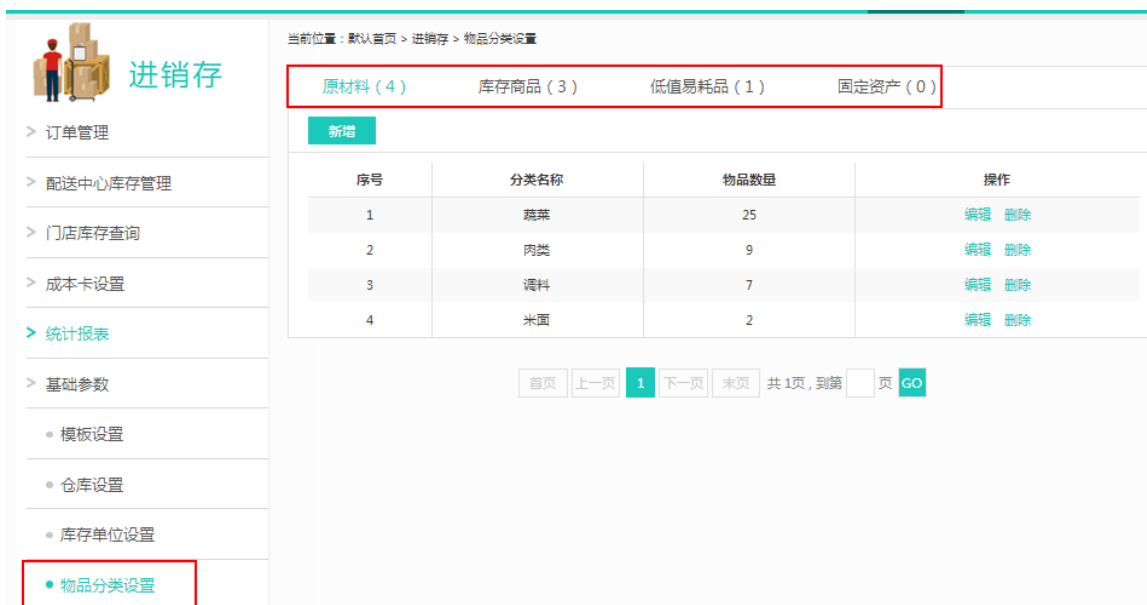 当前位置：默认首页 > 进销存 > 物品分类设置
进销存
原材料（4） 库存商品（3） 低值易耗品（1） 固定资产（0）
新增
> 订单管理
> 配送中心库存管理
> 门店库存查询
> 成本卡设置
> 统计报表
> 基础参数
模板设置
仓库设置
库存单位设置
物品分类设置
序号 分类名称 物品数量 操作
1 蔬菜 25 编辑 删除
2 肉类 9 编辑 删除
3 调料 7 编辑 删除
4 米面 2 编辑 删除
首页 上一页 1 下一页 末页 共1页，到第 页 GO